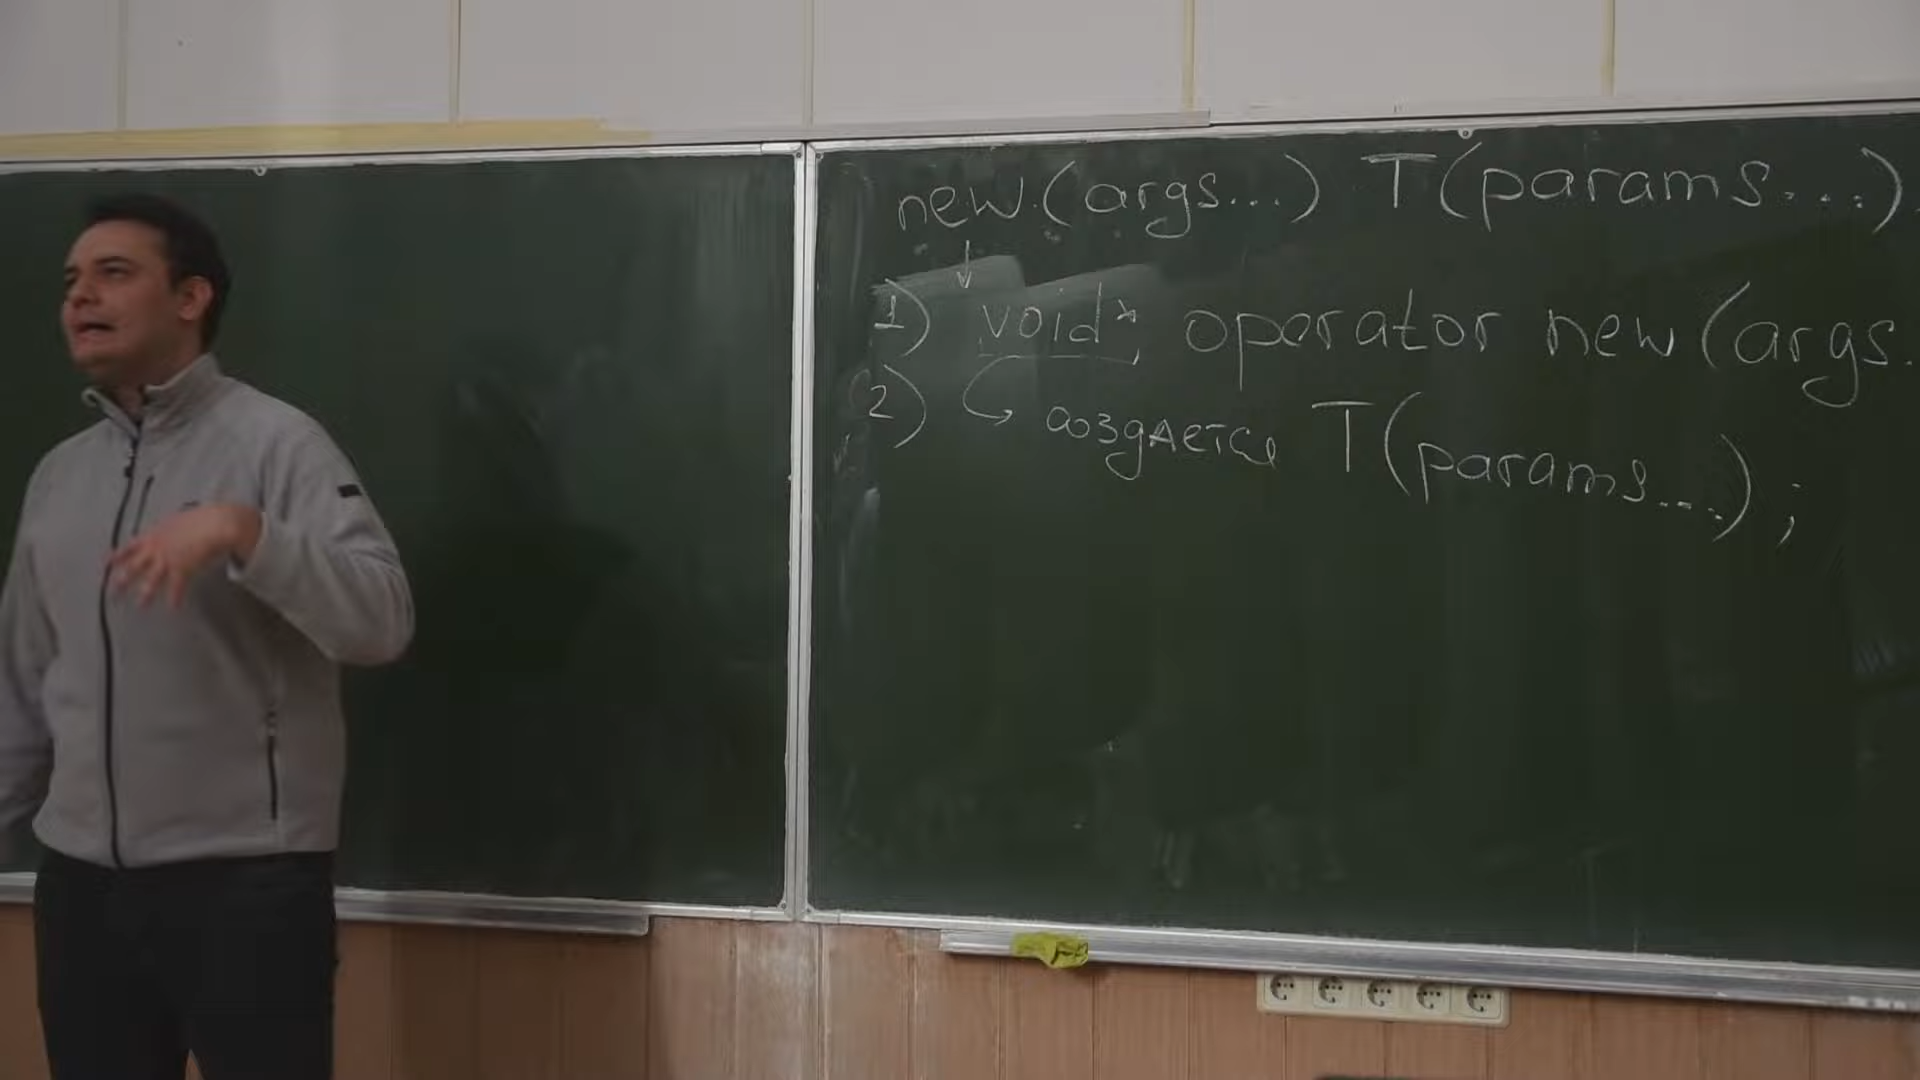 new (args...) T(params...)
1) void* operator new (args.
2) создается T(params...);